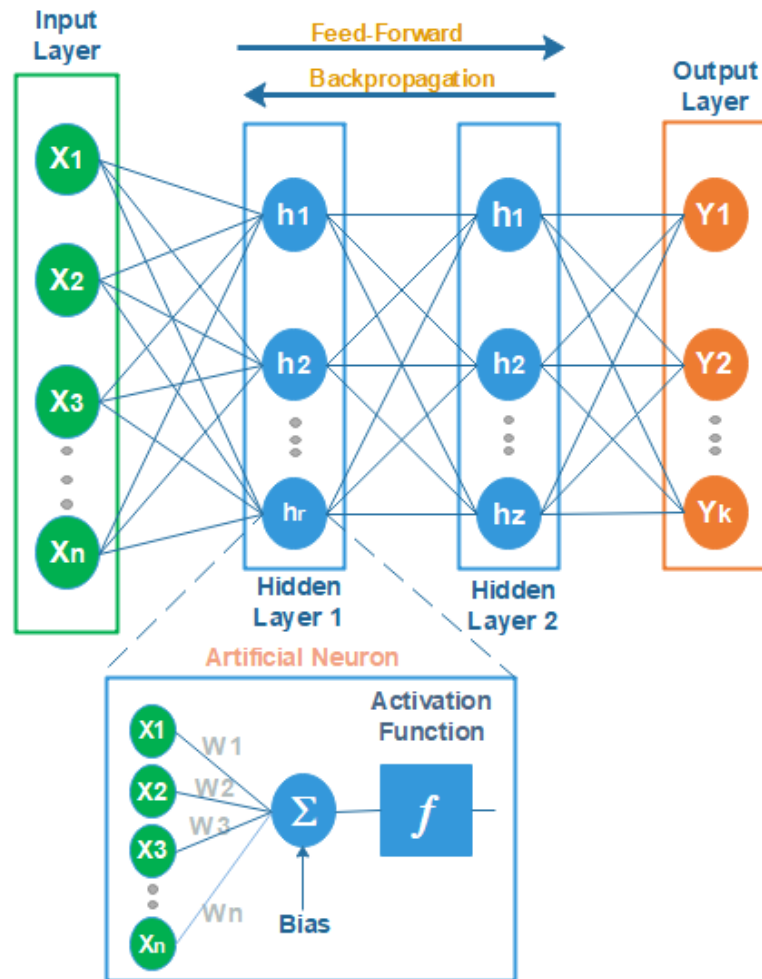 Input
Layer
Feed-Forward
Backpropagation
Output
Layer
X1
X2
X3
Xn
h1
h2
hr
Hidden
Layer 1
h1
h2
hz
Hidden
Layer 2
Y1
Y2
Yk
Artificial Neuron
X1
X2
X3
Xn
W1
W2
W3
Wn
Σ
Bias
Activation
Function
f